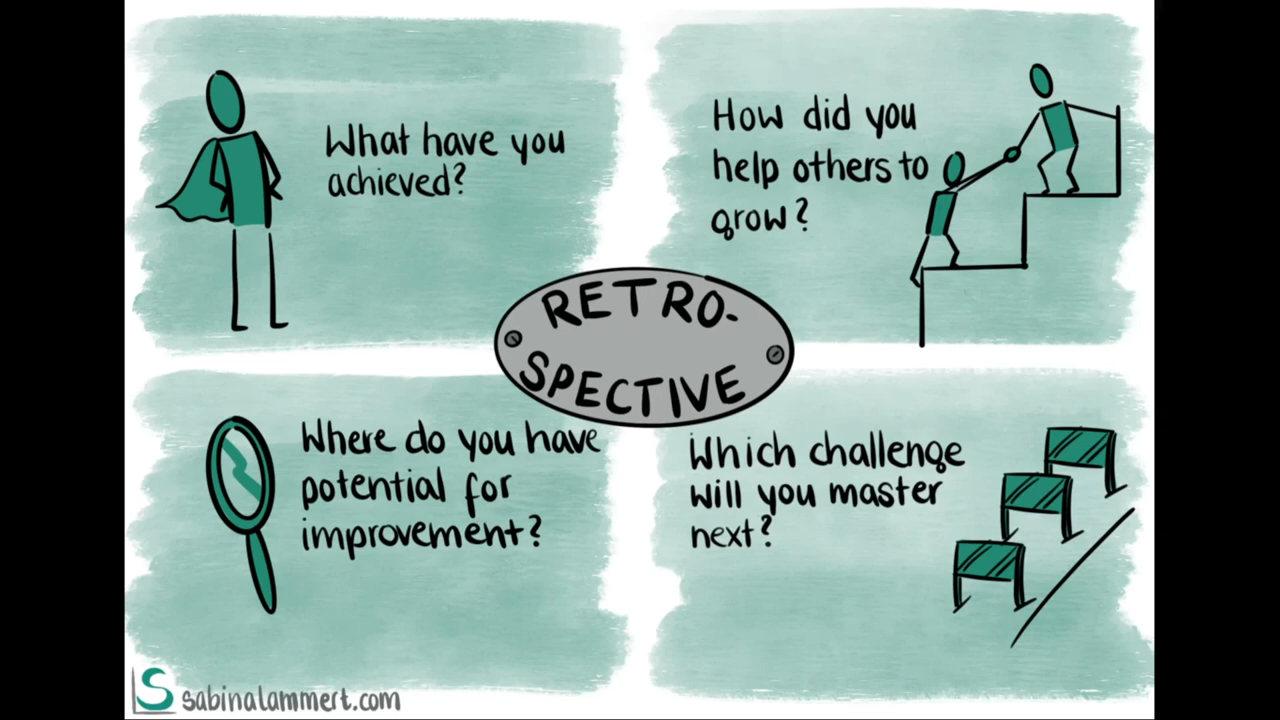 What have you
achieved?
How did you
help others to
grow?
RETRO-
SPECTIVE
Where do you have
potential for
improvement?
Which challenge
will you master
next?
S sabinalammert.com